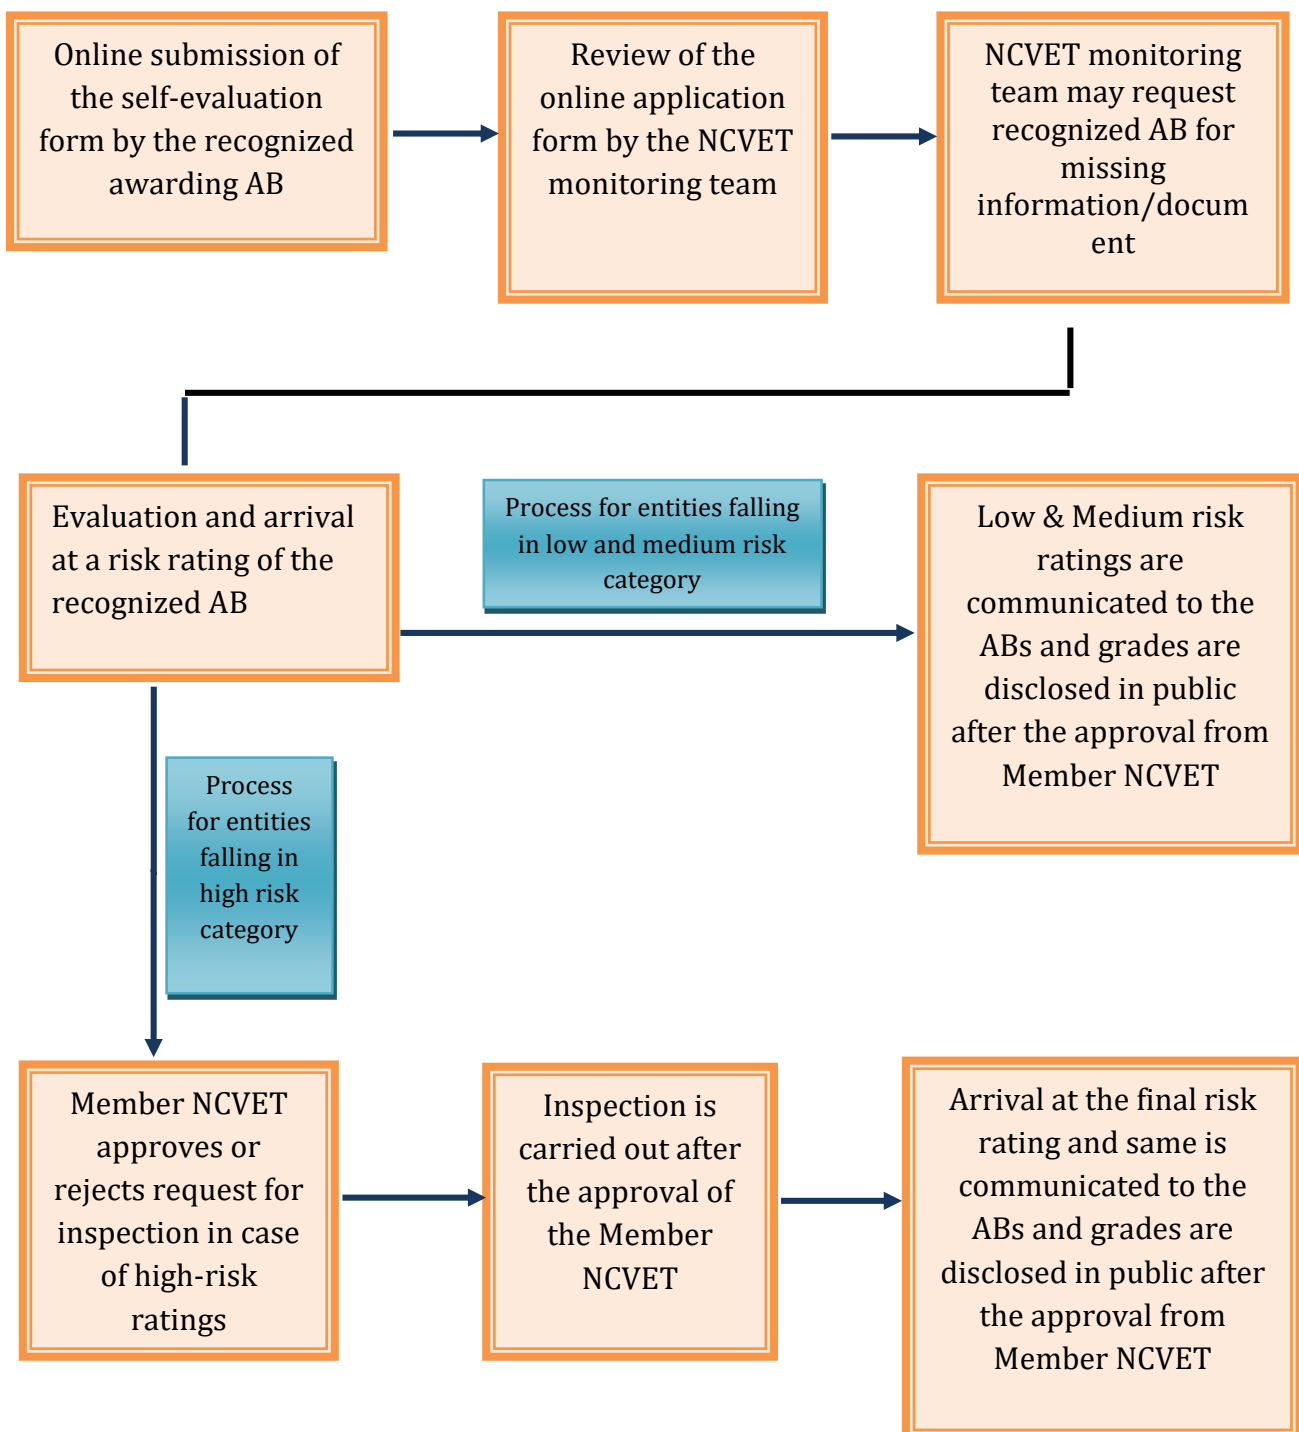 Online submission of
the self-evaluation
form by the recognized
awarding AB
Review of the
online application
form by the NCVET
monitoring team
NCVET monitoring
team may request
recognized AB for
missing
information/docum
ent
Evaluation and arrival
at a risk rating of the
recognized AB
Process for entities falling
in low and medium risk
category
Low & Medium risk
ratings are
communicated to the
ABs and grades are
disclosed in public
after the approval from
Member NCVET
Process
for entities
falling in
high risk
category
Member NCVET
approves or
rejects request for
inspection in case
of high-risk
ratings
Inspection is
carried out after
the approval of
the Member
NCVET
Arrival at the final risk
rating and same is
communicated to the
ABs and grades are
disclosed in public after
the approval from
Member NCVET